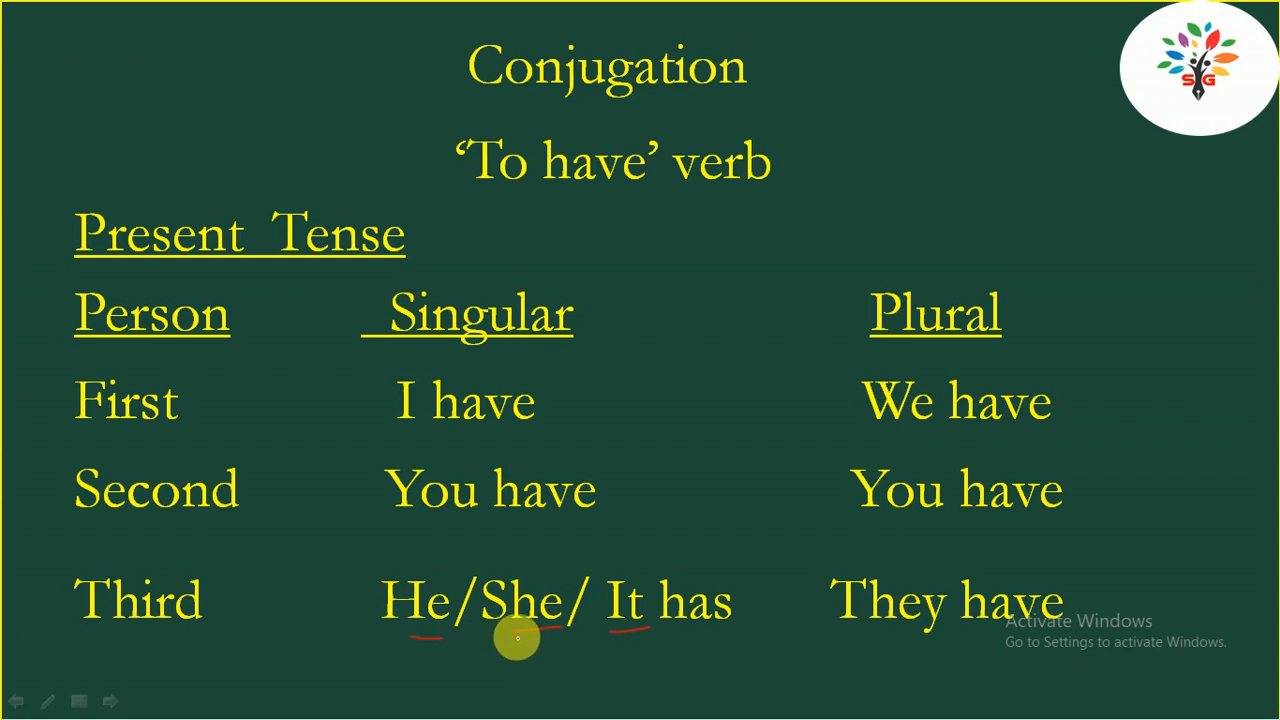 Conjugation
SG
‘To have’ verb
Present Tense
Person Singular Plural
First I have We have
Second You have You have
Third He/She/ It has They have
Activate Windows
Go to Settings to activate Windows.